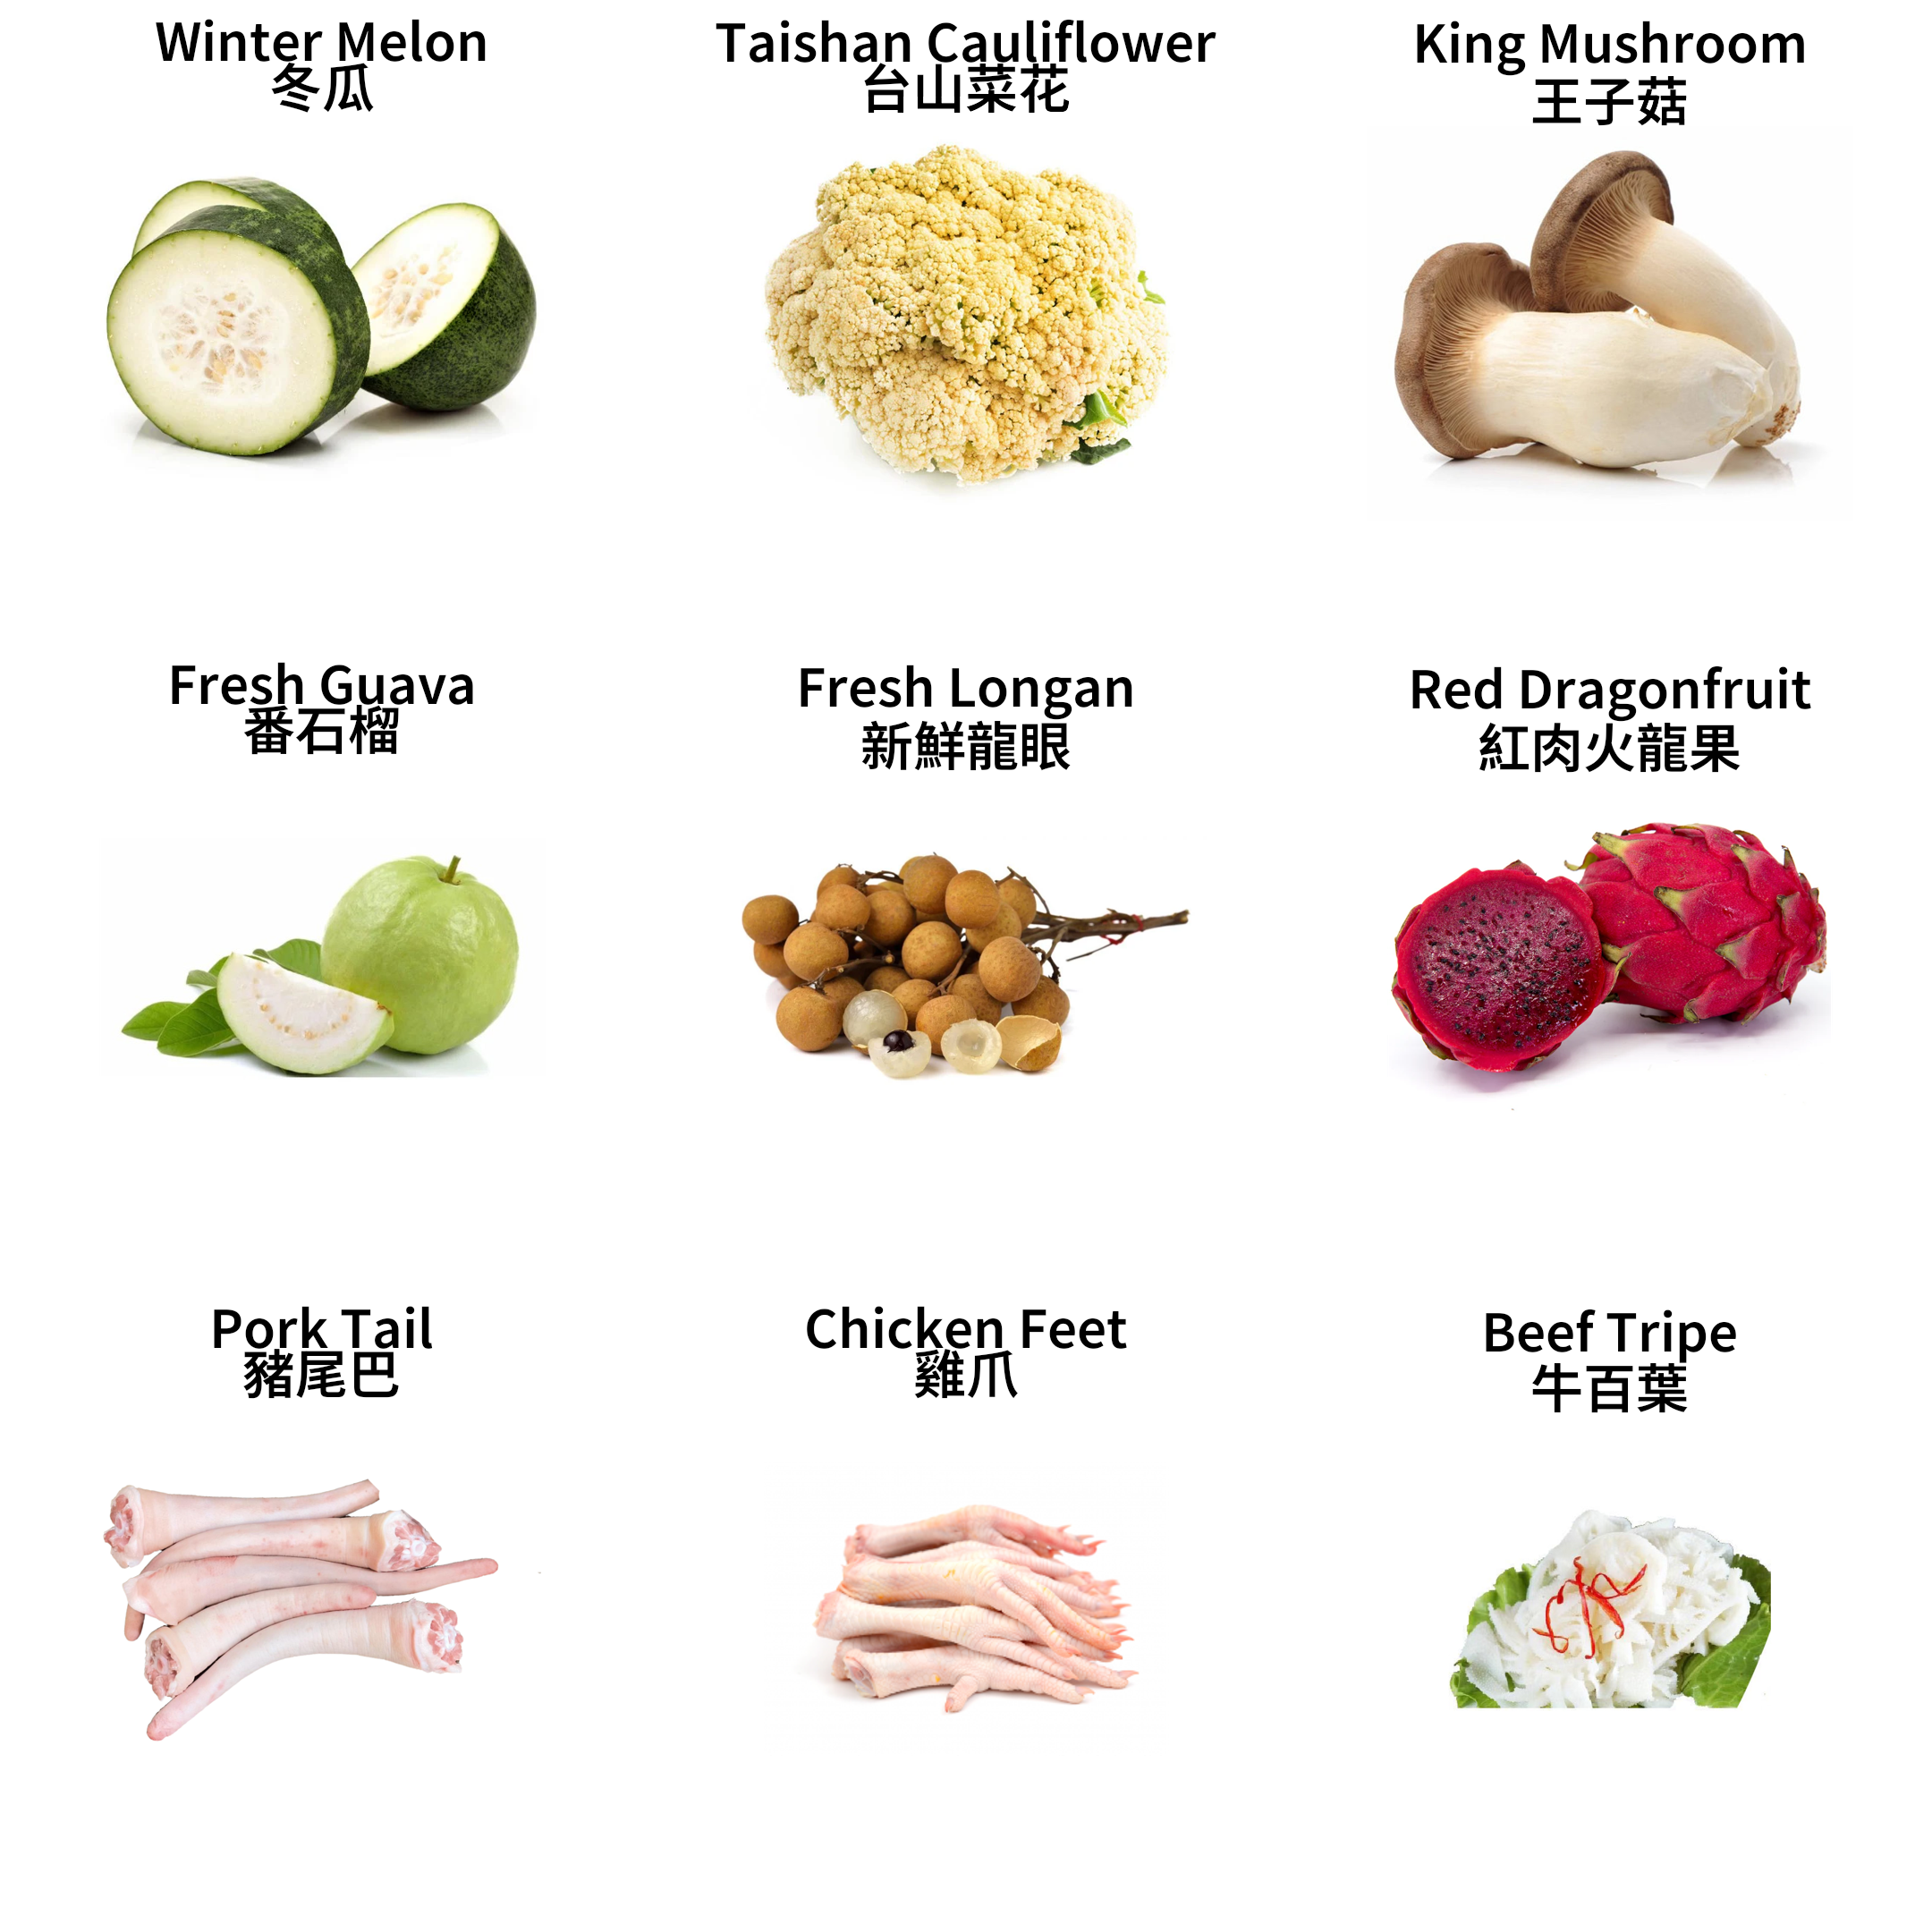 Winter Melon
冬瓜
Taishan Cauliflower
台山菜花
King Mushroom
王子菇
Fresh Guava
番石榴
Fresh Longan
新鮮龍眼
Red Dragonfruit
紅肉火龍果
Pork Tail
豬尾巴
Chicken Feet
雞爪
Beef Tripe
牛百葉